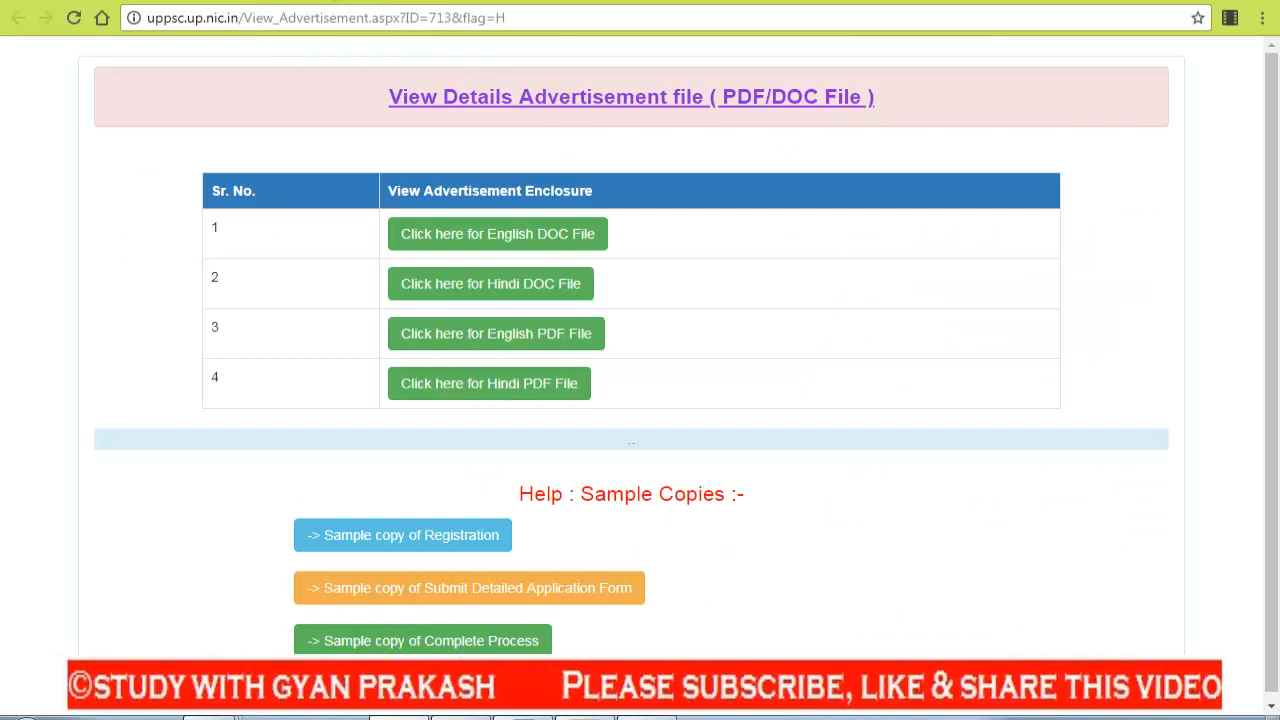 uppsc.up.nic.in/View_Advertisement.aspx?ID=713&flag=H
View Details Advertisement file ( PDF/DOC File )
Sr. No. View Advertisement Enclosure
1 Click here for English DOC File
2 Click here for Hindi DOC File
3 Click here for English PDF File
4 Click here for Hindi PDF File
..
Help : Sample Copies :-
-> Sample copy of Registration
-> Sample copy of Submit Detailed Application Form
-> Sample copy of Complete Process
©STUDY WITH GYAN PRAKASH PLEASE SUBSCRIBE, LIKE & SHARE THIS VIDEO